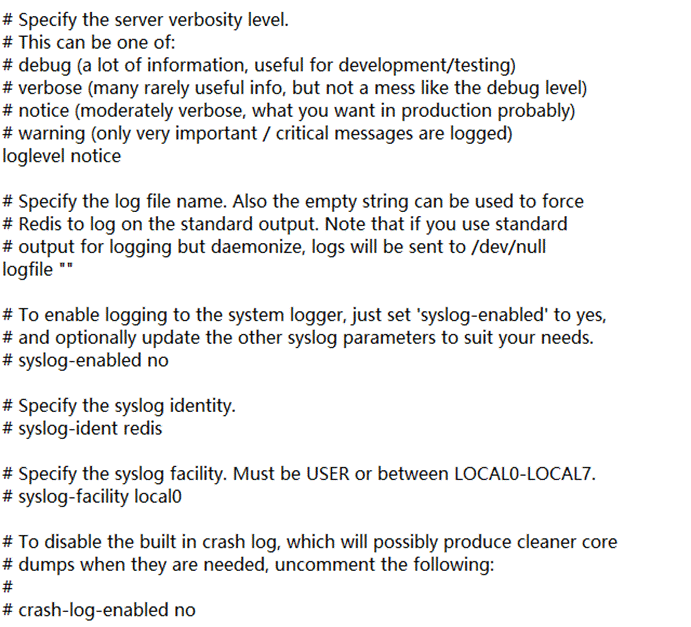 # Specify the server verbosity level.
# This can be one of:
# debug (a lot of information, useful for development/testing)
# verbose (many rarely useful info, but not a mess like the debug level)
# notice (moderately verbose, what you want in production probably)
# warning (only very important / critical messages are logged)
loglevel notice

# Specify the log file name. Also the empty string can be used to force
# Redis to log on the standard output. Note that if you use standard
# output for logging but daemonize, logs will be sent to /dev/null
logfile ""

# To enable logging to the system logger, just set 'syslog-enabled' to yes,
# and optionally update the other syslog parameters to suit your needs.
# syslog-enabled no

# Specify the syslog identity.
# syslog-ident redis

# Specify the syslog facility. Must be USER or between LOCAL0-LOCAL7.
# syslog-facility local0

# To disable the built in crash log, which will possibly produce cleaner core
# dumps when they are needed, uncomment the following:
#
# crash-log-enabled no